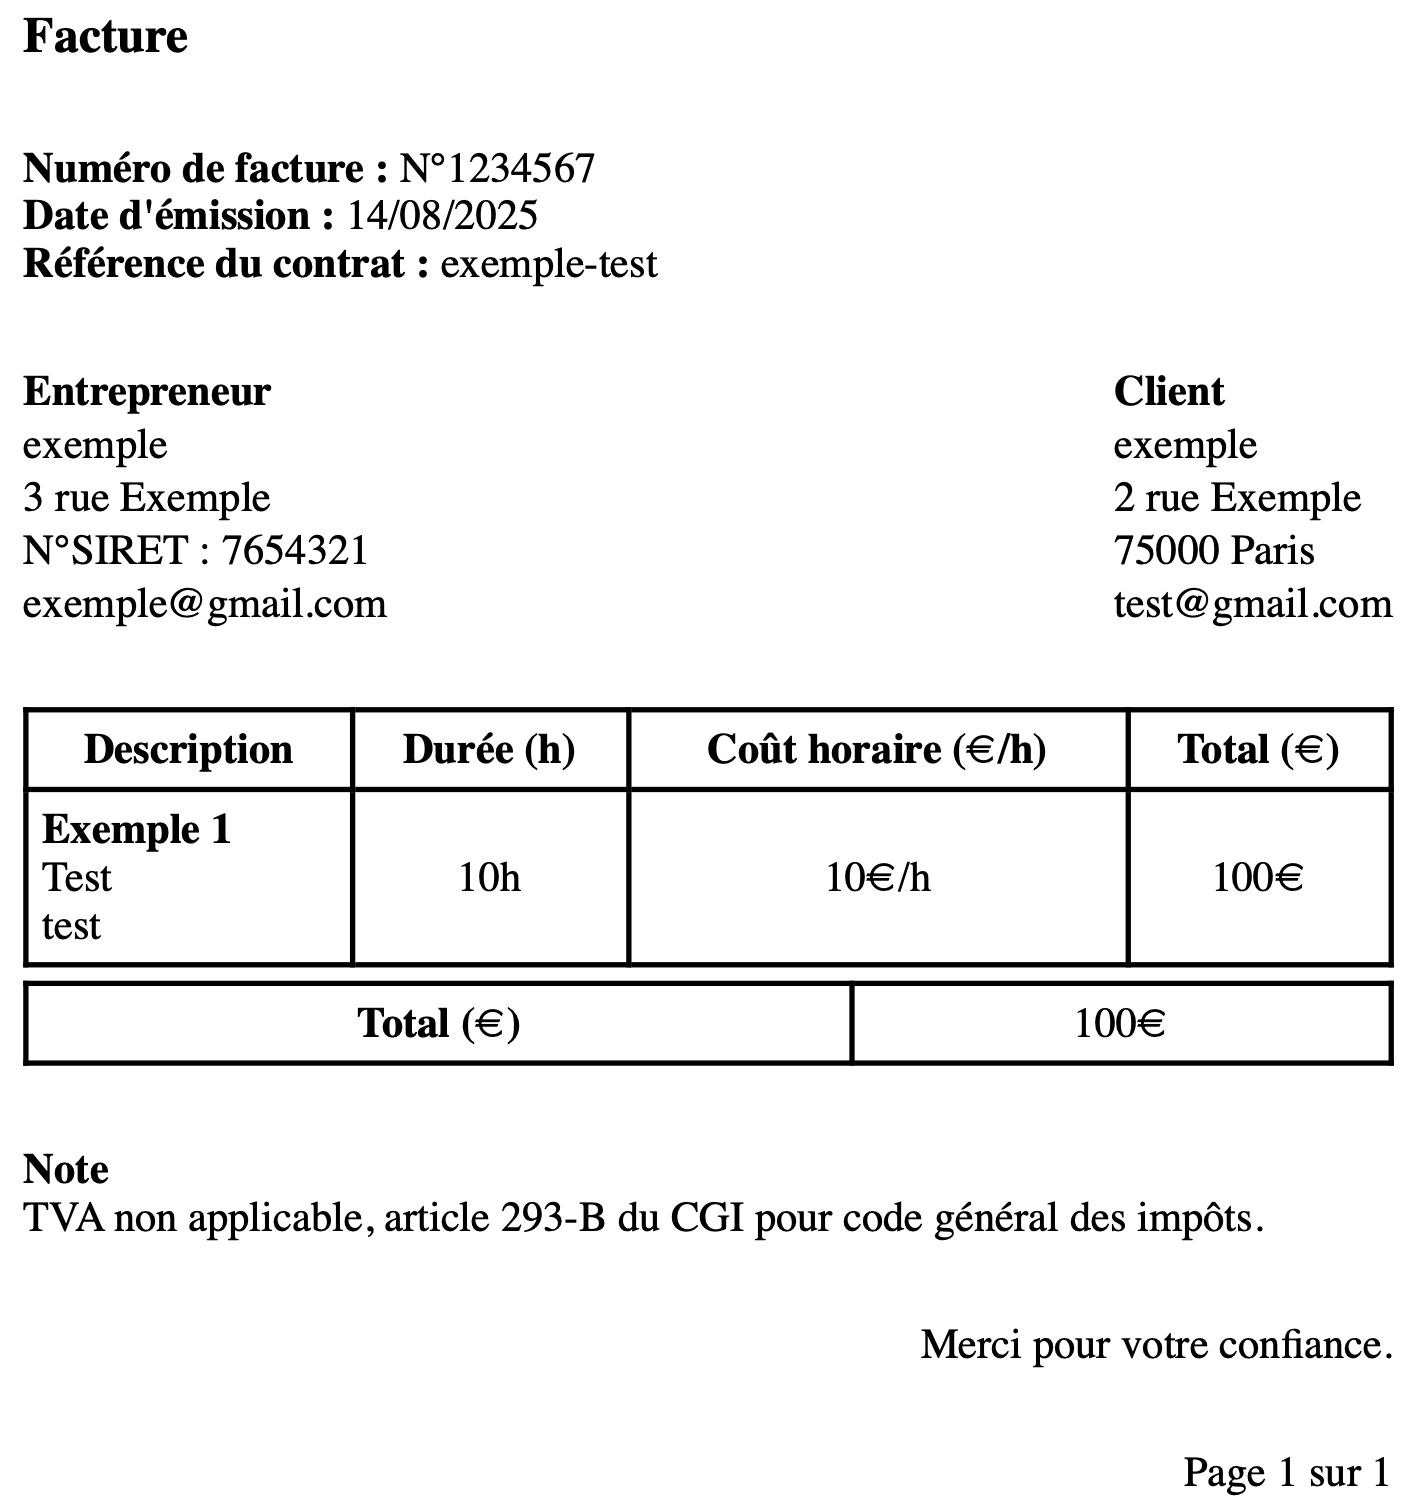 Facture
Numéro de facture : N°1234567
Date d'émission : 14/08/2025
Référence du contrat : exemple-test
Entrepreneur
exemple
3 rue Exemple
N°SIRET : 7654321
exemple@gmail.com
Client
exemple
2 rue Exemple
75000 Paris
test@gmail.com
Description Durée (h) Coût horaire (€/h) Total (€)
Exemple 1
Test
test
10h 10€/h 100€
Total (€) 100€
Note
TVA non applicable, article 293-B du CGI pour code général des impôts.
Merci pour votre confiance.
Page 1 sur 1